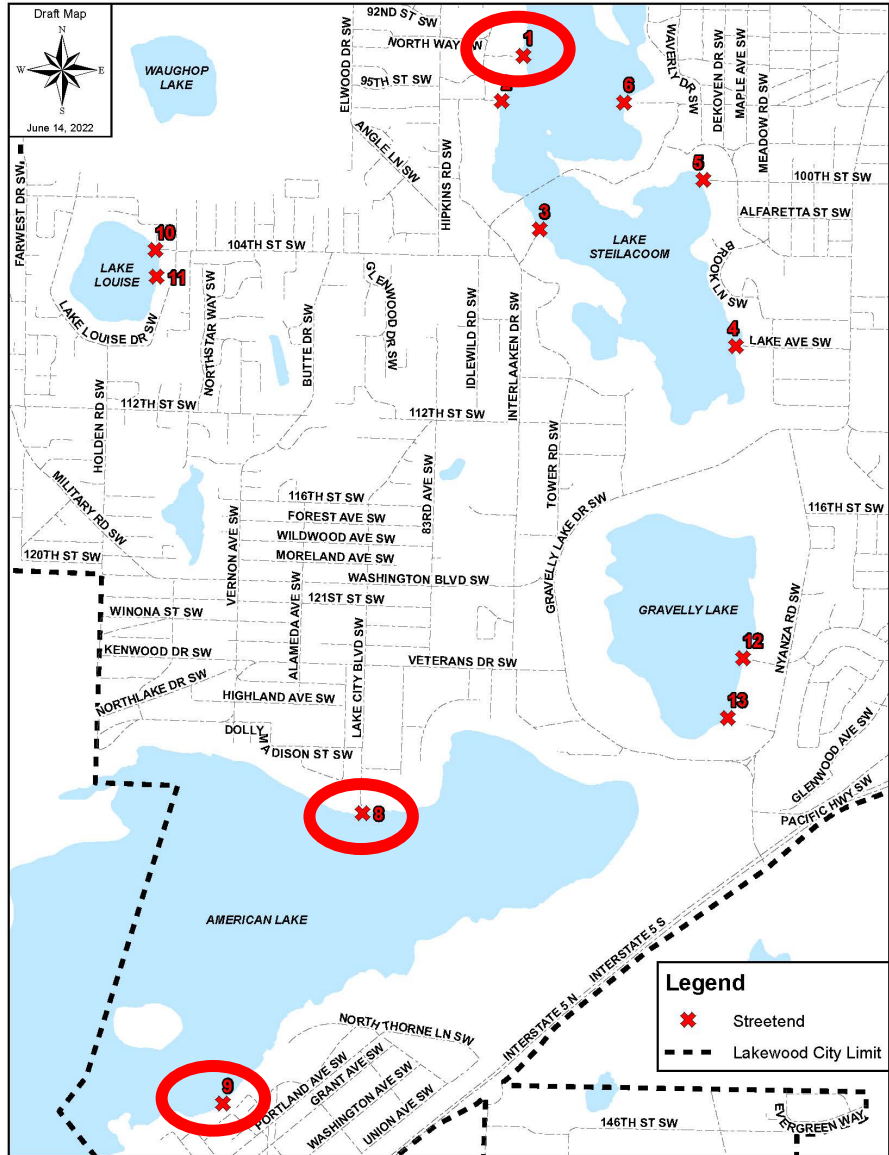 Draft Map
N
W
E
S
June 14, 2022
92ND ST SW
NORTH WAY SW
95TH ST SW
ELWOOD DR SW
ANGLE LN SW
HIPKINS RD SW
WAUGHOP
LAKE
1
2
6
WAVERLY DR SW
DEKOVEN DR SW
MAPLE AVE SW
MEADOW RD SW
5
100TH ST SW
ALFARETTA ST SW
3
LAKE
STEILACOOM
BROOK LN SW
4
LAKE AVE SW
FARWEST DR SW
10
104TH ST SW
LAKE
LOUISE
11
LAKE LOUISE DR SW
NORTHSTAR WAY SW
BUTTE DR SW
GLENWOOD DR SW
IDLEWILD RD SW
INTERLAAKEN DR SW
112TH ST SW
112TH ST SW
HOLDEN RD SW
MILITARY RD SW
120TH ST SW
VERNON AVE SW
116TH ST SW
FOREST AVE SW
WILDWOOD AVE SW
MORELAND AVE SW
83RD AVE SW
TOWER RD SW
GRAVELLY LAKE DR SW
116TH ST SW
WASHINGTON BLVD SW
121ST ST SW
WINONA ST SW
KENWOOD DR SW
ALAMEDA AVE SW
LAKE CITY BLVD SW
VETERANS DR SW
GRAVELLY LAKE
NYANZA RD SW
12
13
NORTHLAKE DR SW
HIGHLAND AVE SW
DOLLY MADISON ST SW
GLENWOOD AVE SW
PACIFIC HWY SW
8
AMERICAN LAKE
INTERSTATE 5 S
INTERSTATE 5 N
NORTH THORNE LN SW
9
PORTLAND AVE SW
GRANT AVE SW
WASHINGTON AVE SW
UNION AVE SW
146TH ST SW
EVERGREEN WAY
Legend
Streetend
Lakewood City Limit